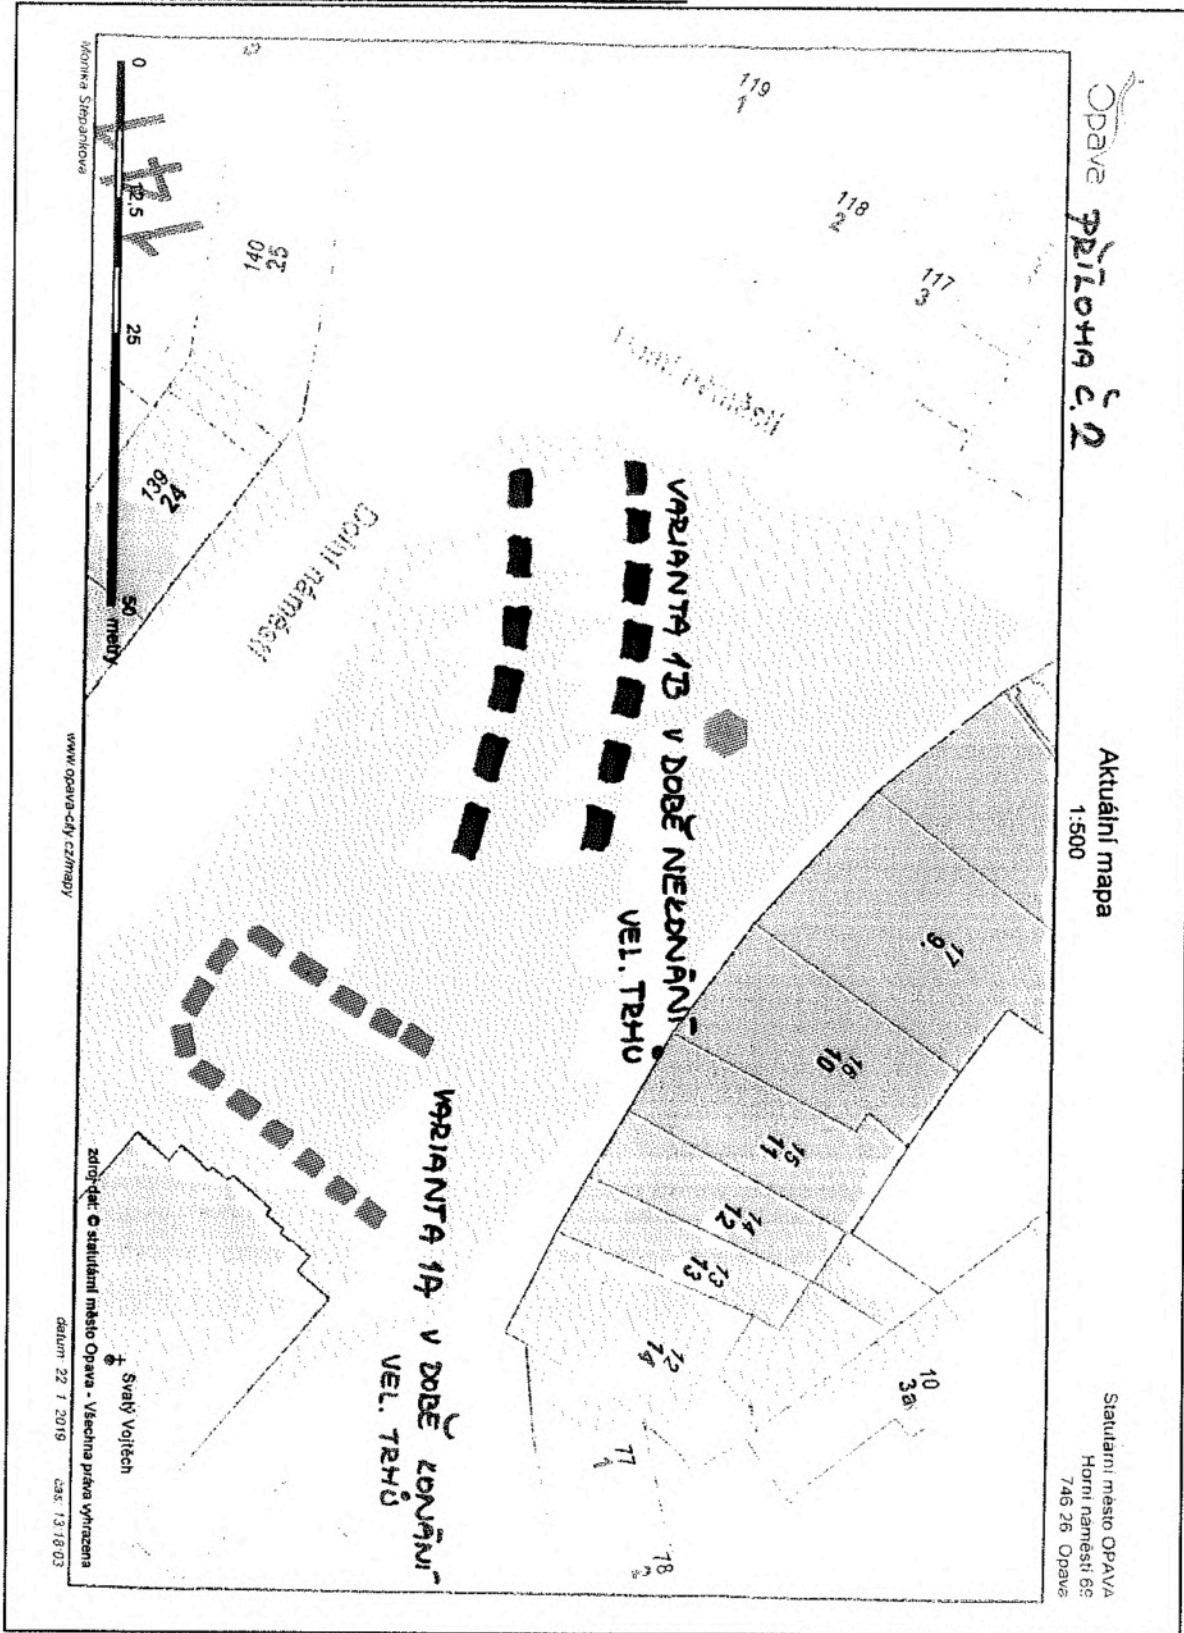 Opava
PŘÍLOHA č. 2
Aktuální mapa
1:500
Statutární město OPAVA
Horní náměstí 69
746 26 Opava
119
1
118
2
117
3
náměstí
17
9
16
10
15
11
14
12
13
13
12
14
10
3a
77
1
78
2
VARIANTA 1B V DOBĚ NEKONÁNÍ
VEL. TRHŮ
Dolní náměstí
VARIANTA 1A V DOBĚ KONÁNÍ
VEL. TRHŮ
140
25
139
24
0
12,5
25
50
metry
Svatý Vojtěch
Monika Štěpánková
www.opava-city.cz/mapy
zdroj dat: © statutární město Opava - Všechna práva vyhrazena
datum: 22.1.2019 čas: 13:18:03